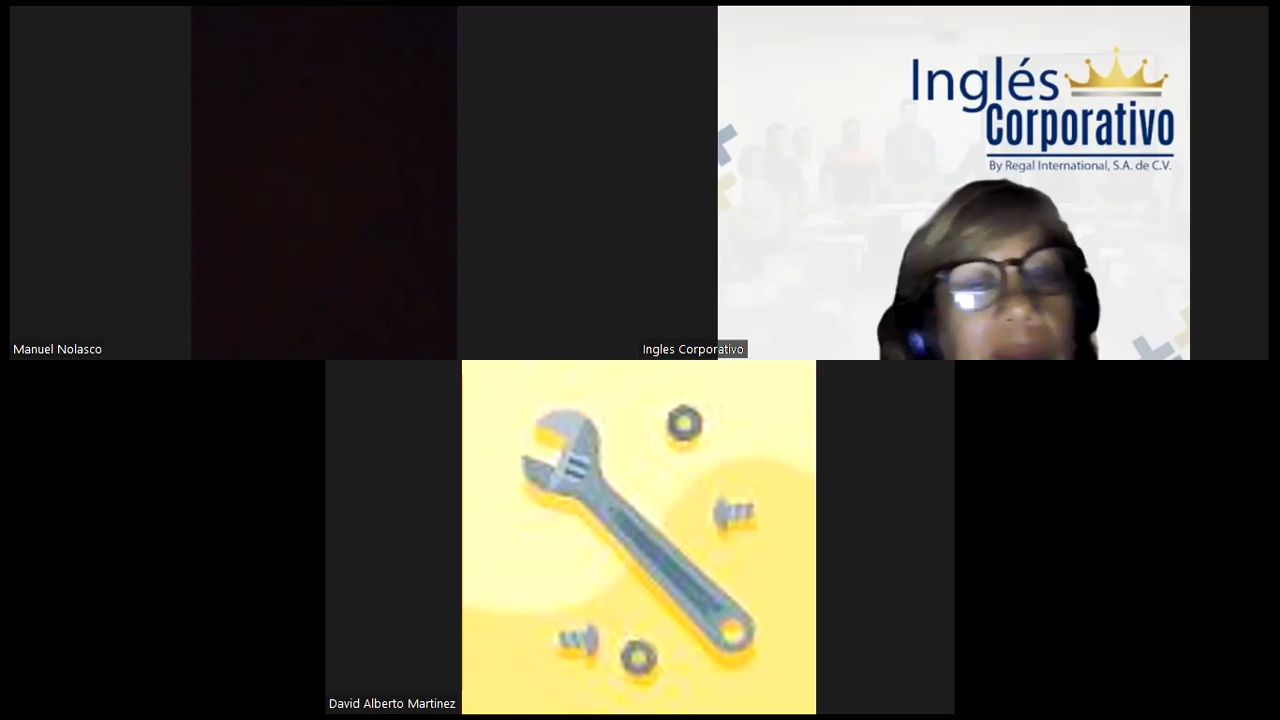 Inglés
Corporativo
By Regal International, S.A. de C.V.
Manuel Nolasco
Ingles Corporativo
David Alberto Martinez